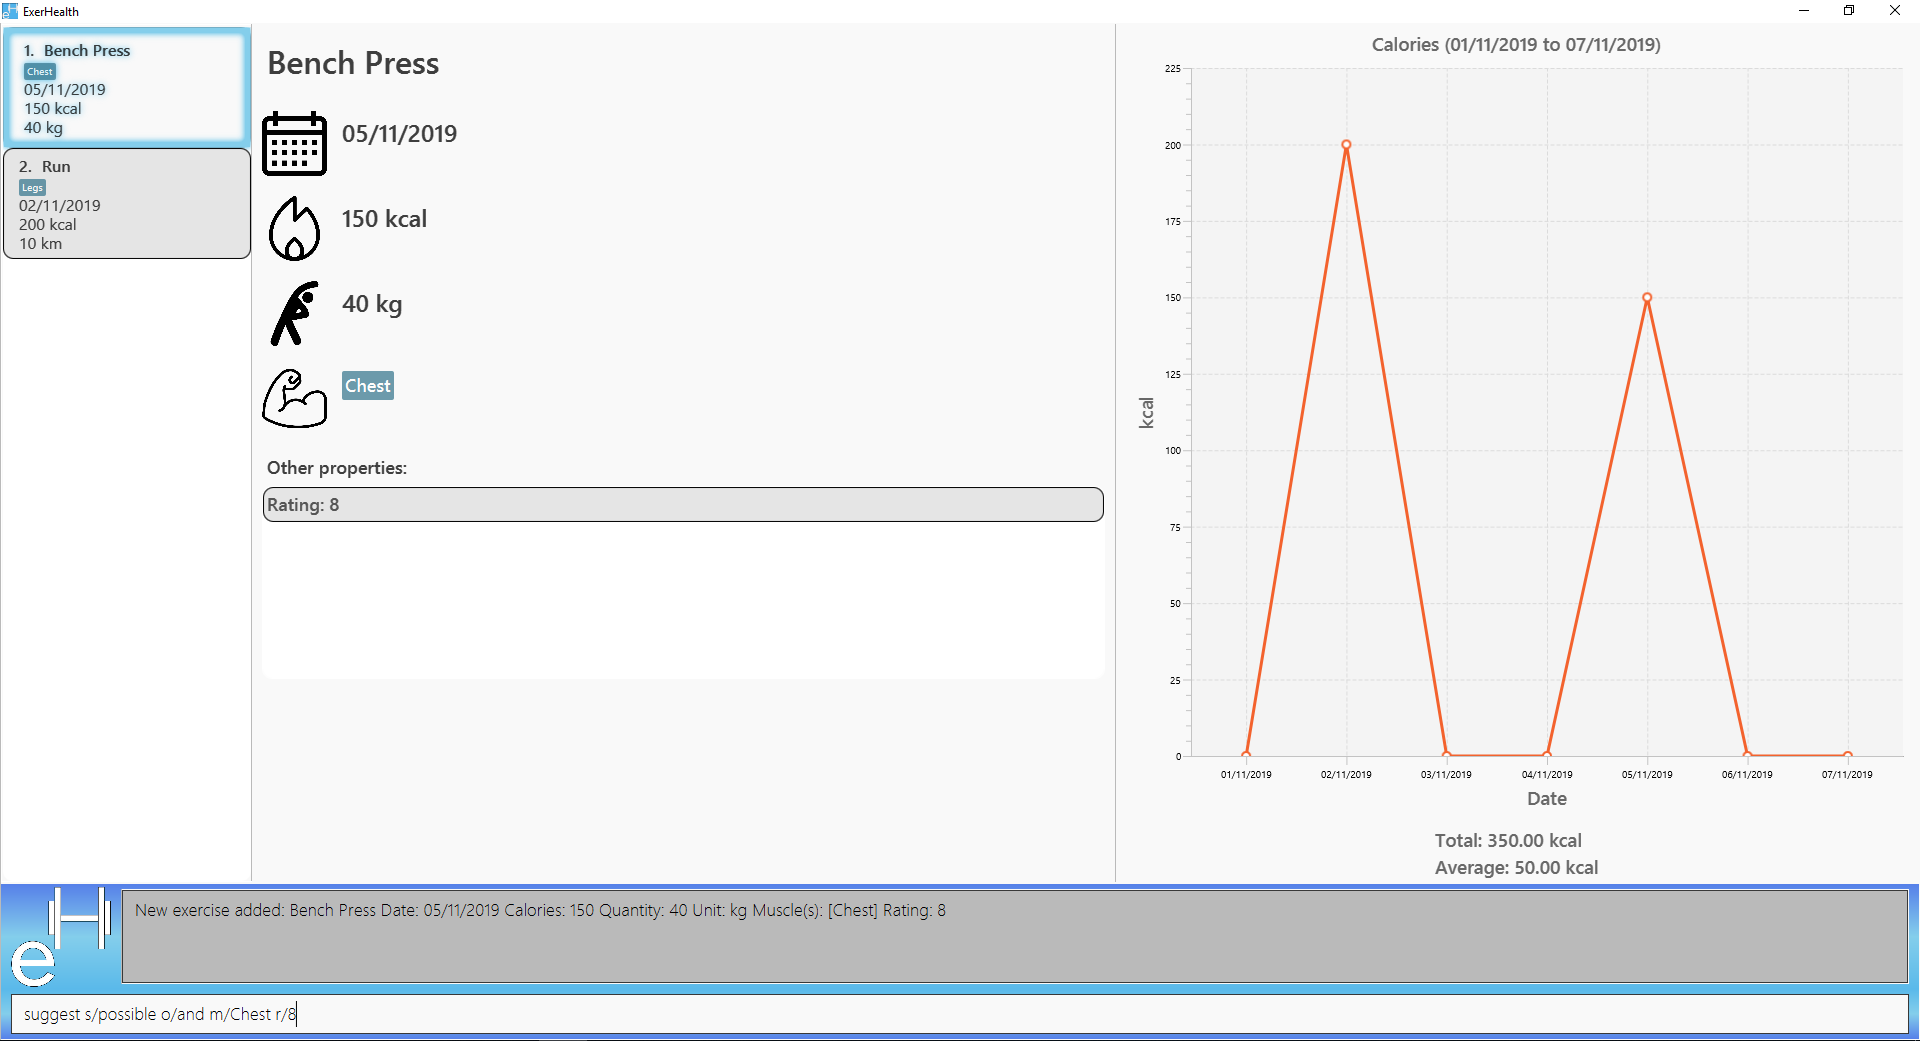 ExerHealth
1. Bench Press
Chest
05/11/2019
150 kcal
40 kg
2. Run
Legs
02/11/2019
200 kcal
10 km
Bench Press
05/11/2019
150 kcal
40 kg
Chest
Other properties:
Rating: 8
Calories (01/11/2019 to 07/11/2019)
225
200
175
150
125
100
75
50
25
0
kcal
01/11/2019 02/11/2019 03/11/2019 04/11/2019 05/11/2019 06/11/2019 07/11/2019
Date
Total: 350.00 kcal
Average: 50.00 kcal
eH
New exercise added: Bench Press Date: 05/11/2019 Calories: 150 Quantity: 40 Unit: kg Muscle(s): [Chest] Rating: 8
suggest s/possible o/and m/Chest r/8